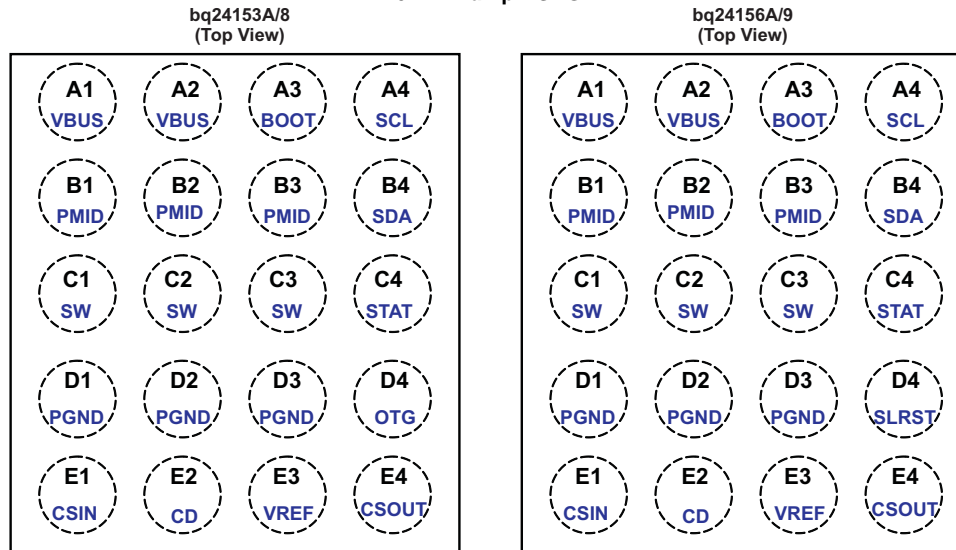 bq24153A/8
(Top View)
A1 A2 A3 A4
VBUS VBUS BOOT SCL
B1 B2 B3 B4
PMID PMID PMID SDA
C1 C2 C3 C4
SW SW SW STAT
D1 D2 D3 D4
PGND PGND PGND OTG
E1 E2 E3 E4
CSIN CD VREF CSOUT
bq24156A/9
(Top View)
A1 A2 A3 A4
VBUS VBUS BOOT SCL
B1 B2 B3 B4
PMID PMID PMID SDA
C1 C2 C3 C4
SW SW SW STAT
D1 D2 D3 D4
PGND PGND PGND SLRST
E1 E2 E3 E4
CSIN CD VREF CSOUT